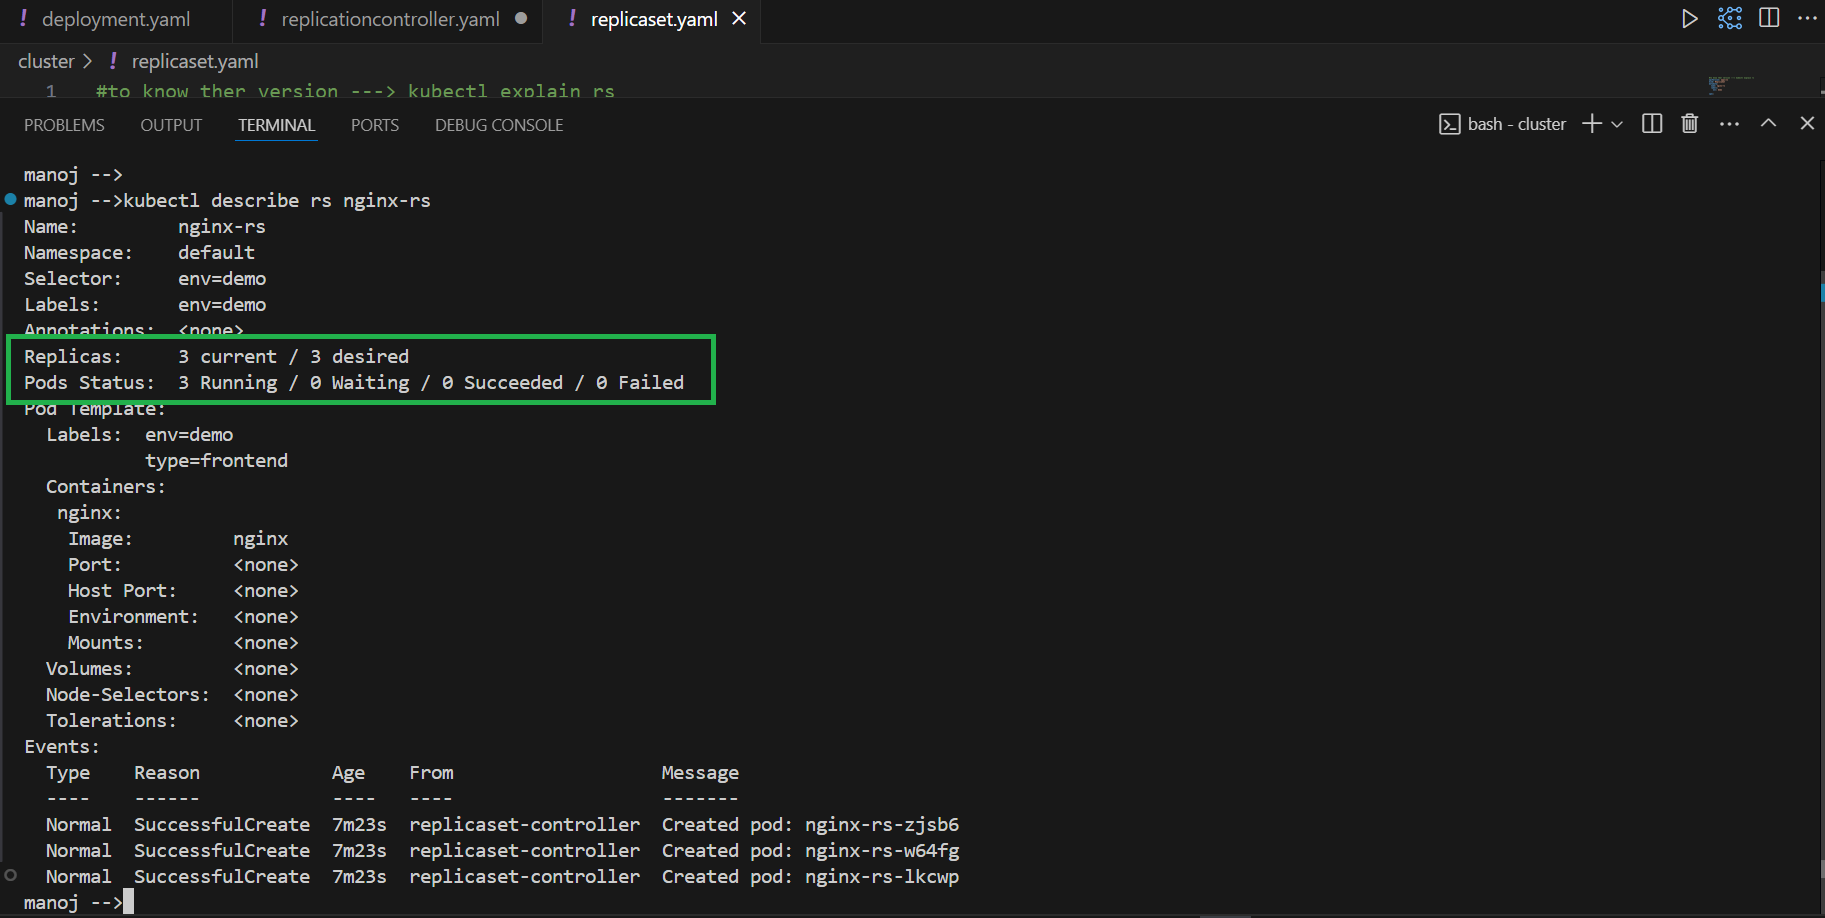 ! deployment.yaml ! replicationcontroller.yaml ● ! replicaset.yaml ×
cluster > ! replicaset.yaml
1 #to know ther version ---> kubectl explain rs
PROBLEMS OUTPUT TERMINAL PORTS DEBUG CONSOLE bash - cluster
manoj -->
manoj -->kubectl describe rs nginx-rs
Name: nginx-rs
Namespace: default
Selector: env=demo
Labels: env=demo
Annotations: <none>
Replicas: 3 current / 3 desired
Pods Status: 3 Running / 0 Waiting / 0 Succeeded / 0 Failed
Pod Template:
Labels: env=demo
type=frontend
Containers:
nginx:
Image: nginx
Port: <none>
Host Port: <none>
Environment: <none>
Mounts: <none>
Volumes: <none>
Node-Selectors: <none>
Tolerations: <none>
Events:
Type Reason Age From Message
---- ------ ---- ---- -------
Normal SuccessfulCreate 7m23s replicaset-controller Created pod: nginx-rs-zjsb6
Normal SuccessfulCreate 7m23s replicaset-controller Created pod: nginx-rs-w64fg
Normal SuccessfulCreate 7m23s replicaset-controller Created pod: nginx-rs-lkcwp
manoj -->